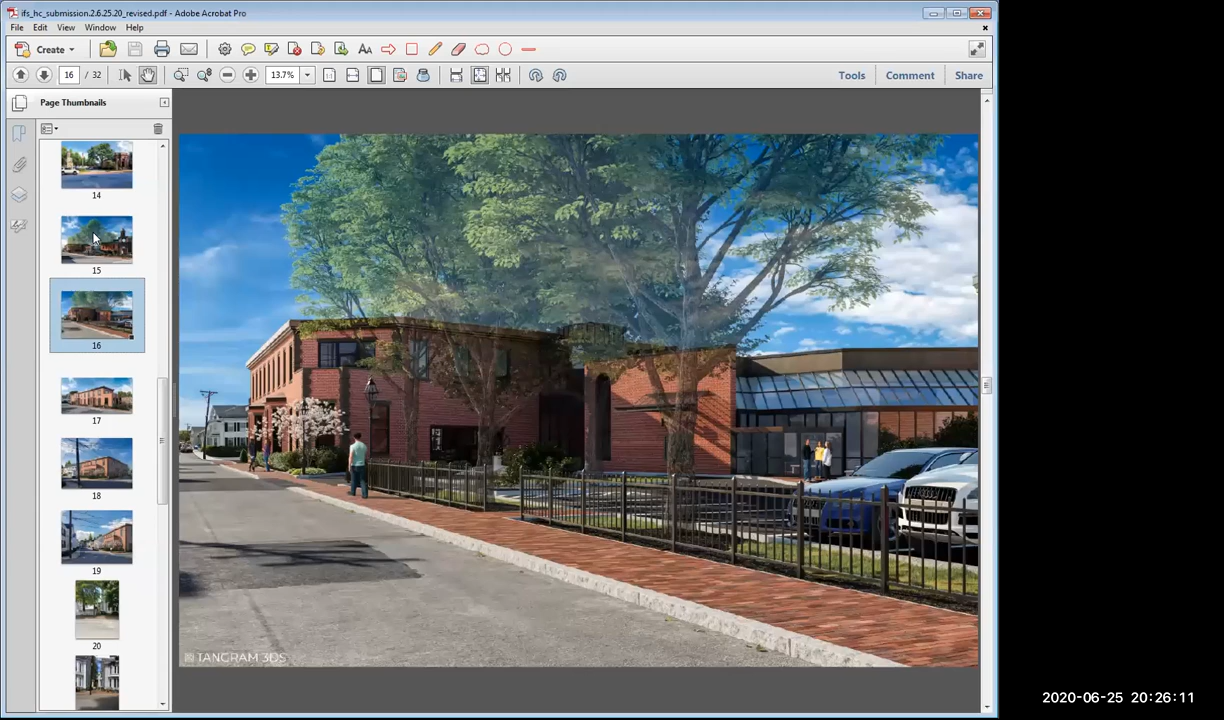 ifs_hc_submission.2.6.25.20_revised.pdf - Adobe Acrobat Pro
File Edit View Window Help
Create
16 / 32 13.7% Tools Comment Share
Page Thumbnails
14
15
16
17
18
19
20
TANGRAM 3DS
2020-06-25 20:26:11